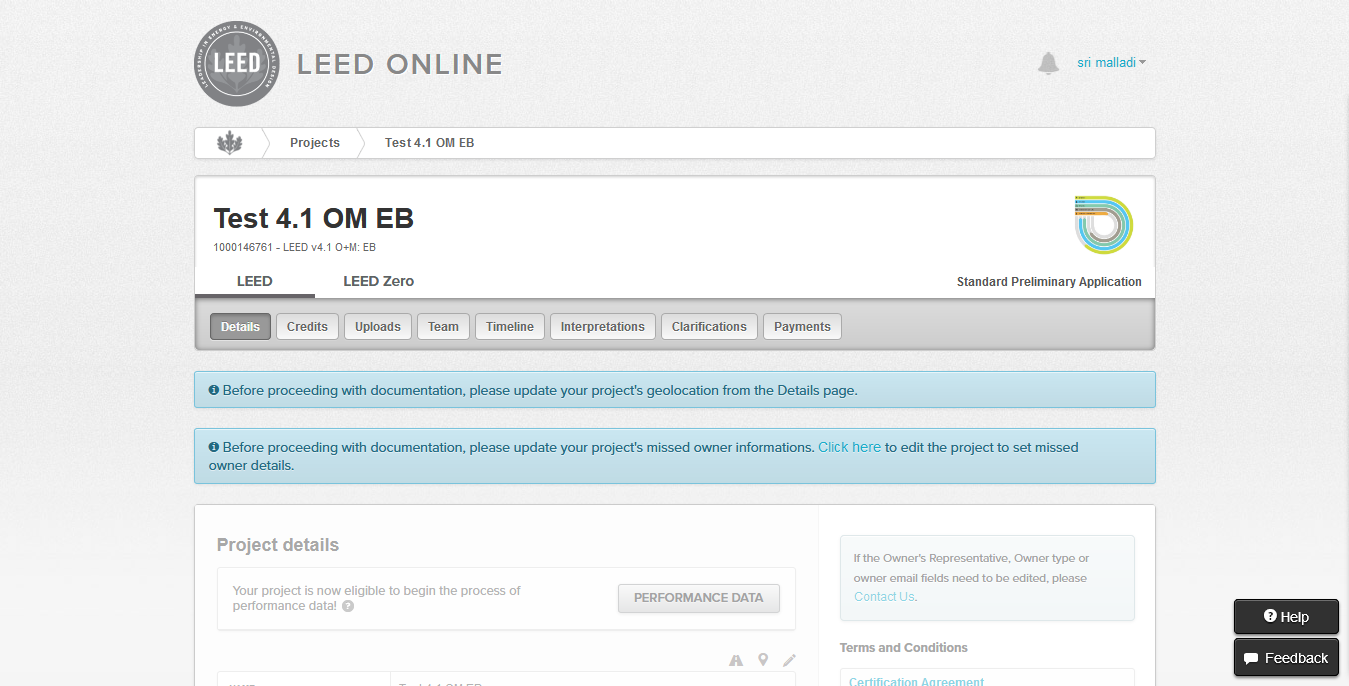 LEADERSHIP IN ENERGY & ENVIRONMENTAL DESIGN
LEED
LEED ONLINE
sri malladi
Projects
Test 4.1 OM EB
Test 4.1 OM EB
1000146761 - LEED v4.1 O+M: EB
LEED
LEED Zero
Standard Preliminary Application
Details
Credits
Uploads
Team
Timeline
Interpretations
Clarifications
Payments
Before proceeding with documentation, please update your project's geolocation from the Details page.
Before proceeding with documentation, please update your project's missed owner informations. Click here to edit the project to set missed
owner details.
Project details
Your project is now eligible to begin the process of
performance data!
PERFORMANCE DATA
If the Owner's Representative, Owner type or
owner email fields need to be edited, please
Contact Us.
Terms and Conditions
Certification Agreement
Test 4.1 OM EB
Help
Feedback